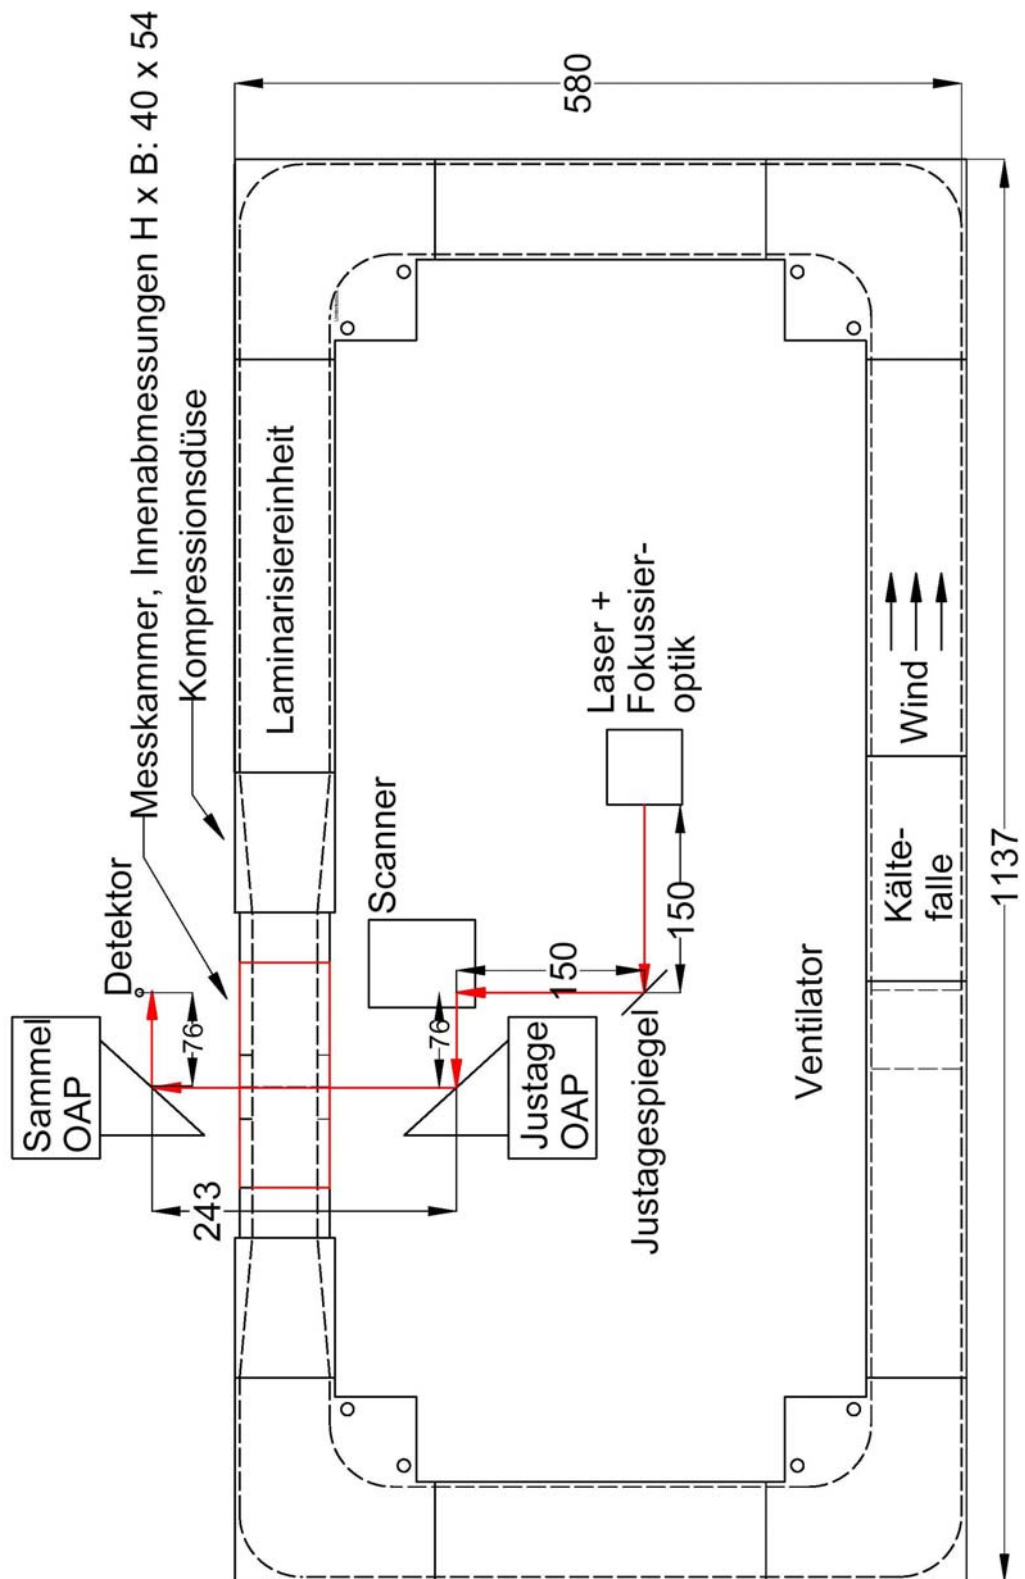 Messkammer, Innenabmessungen H x B: 40 x 54
Kompressionsdüse
Detektor
Sammel
OAP
76
243
Laminarisiereinheit
Scanner
76
150
150
Justage
OAP
Justagespiegel
Laser +
Fokussier-
optik
Ventilator
Kälte-
falle
Wind
580
1137